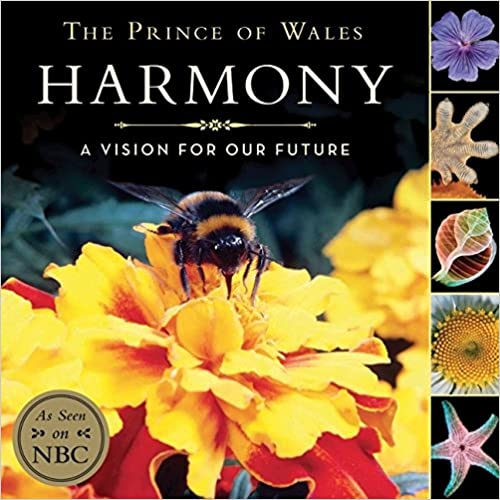 THE PRINCE OF WALES
HARMONY
A VISION FOR OUR FUTURE
As Seen
on
NBC